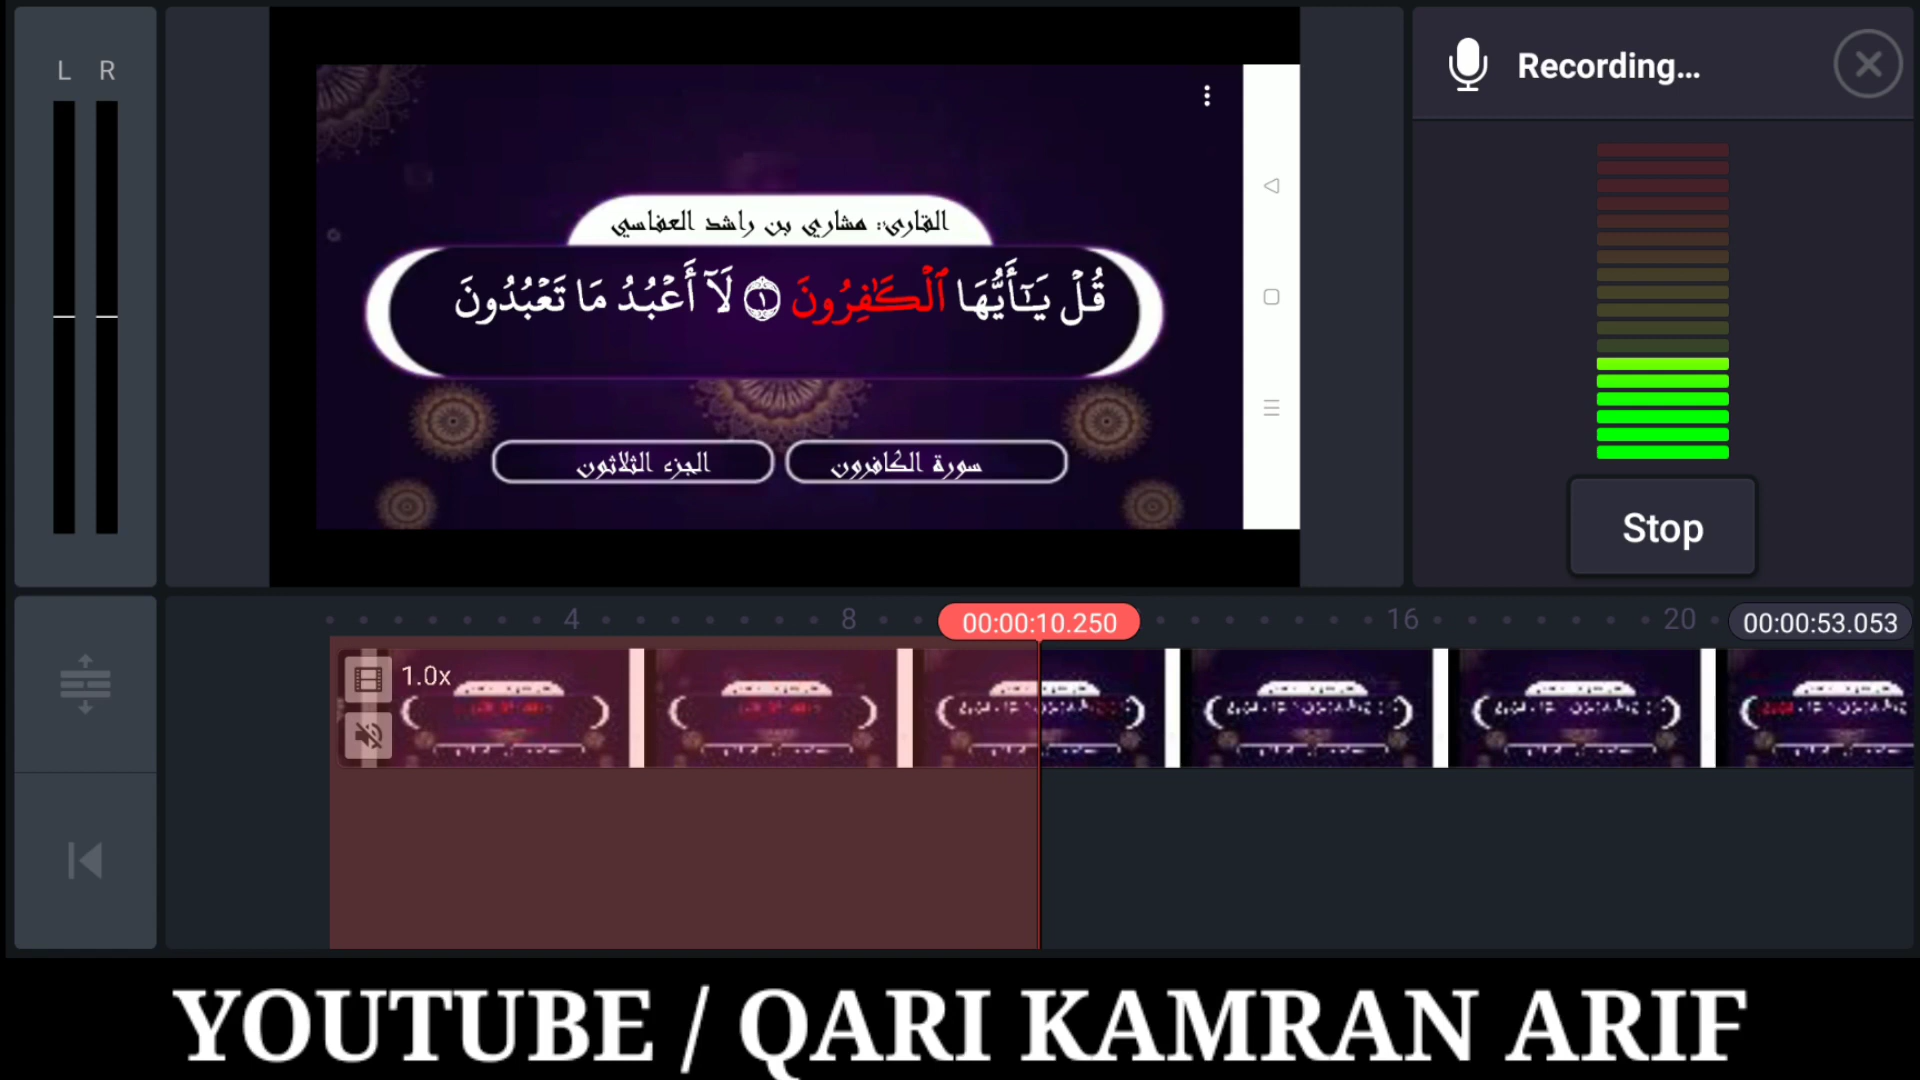 L R
Recording...
القارئ: مشاري بن راشد العفاسي
قُلْ يَٰٓأَيُّهَا ٱلْكَٰفِرُونَ ١ لَآ أَعْبُدُ مَا تَعْبُدُونَ
سورة الكافرون
الجزء الثلاثون
Stop
4 8 00:00:10.250 16 20 00:00:53.053
1.0x
YOUTUBE / QARI KAMRAN ARIF